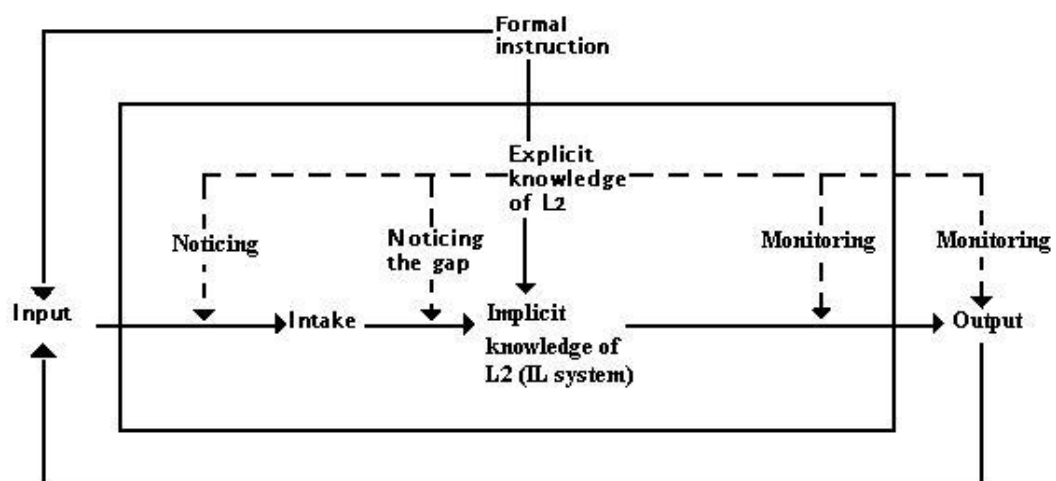 Formal
instruction
Explicit
knowledge
of L2
Noticing
Noticing
the gap
Monitoring
Monitoring
Input
Intake
Implicit
knowledge of
L2 (IL system)
Output